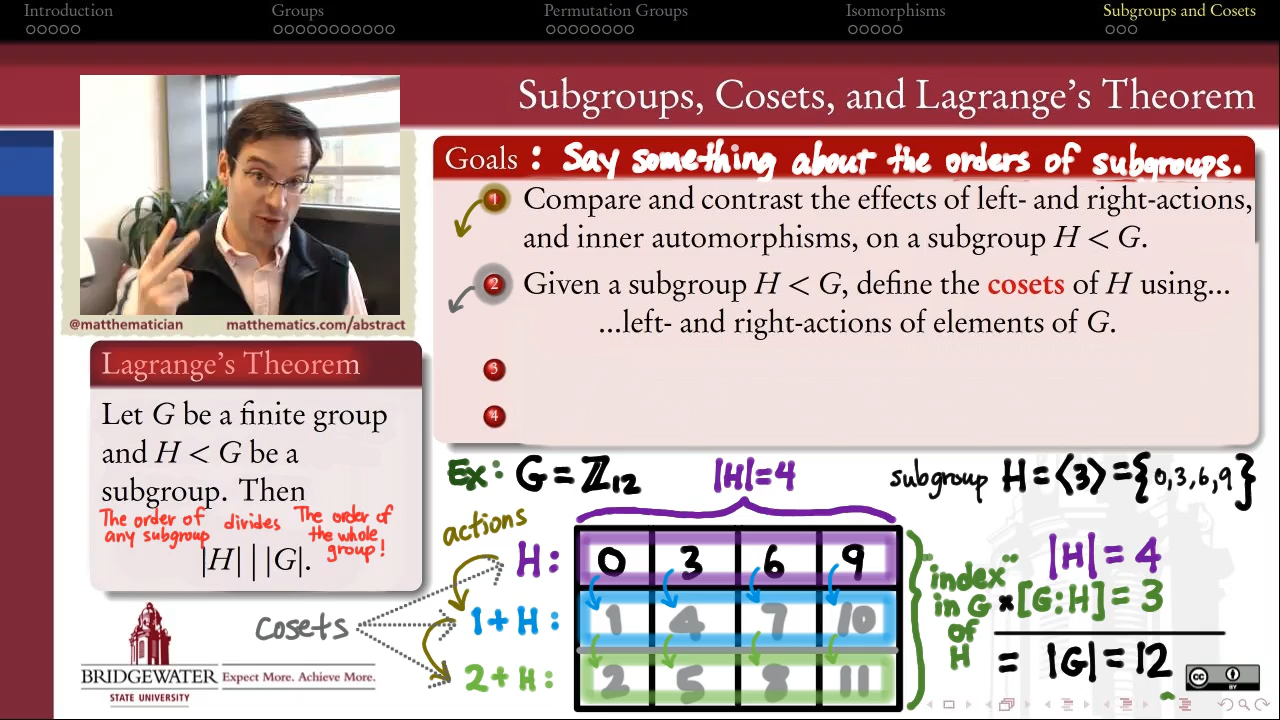 Introduction
Groups
Permutation Groups
Isomorphisms
Subgroups and Cosets
Subgroups, Cosets, and Lagrange's Theorem
Goals : Say something about the orders of subgroups.
1 Compare and contrast the effects of left- and right-actions,
and inner automorphisms, on a subgroup H < G.
2 Given a subgroup H < G, define the cosets of H using...
...left- and right-actions of elements of G.
3
4
@matthematician matthematics.com/abstract
Lagrange's Theorem
Let G be a finite group
and H < G be a
subgroup. Then
The order of any subgroup divides The order of the whole group!
|H| | |G|.
BRIDGEWATER
STATE UNIVERSITY
Expect More. Achieve More.
Ex: G = ℤ₁₂ |H|=4 subgroup H = ⟨3⟩ = {0,3,6,9}
actions
cosets
H: 0 3 6 9
1+H: 1 4 7 10
2+H: 2 5 8 11
"index"
in G
of
H
|H| = 4
×[G:H] = 3
= |G| = 12
cc BY